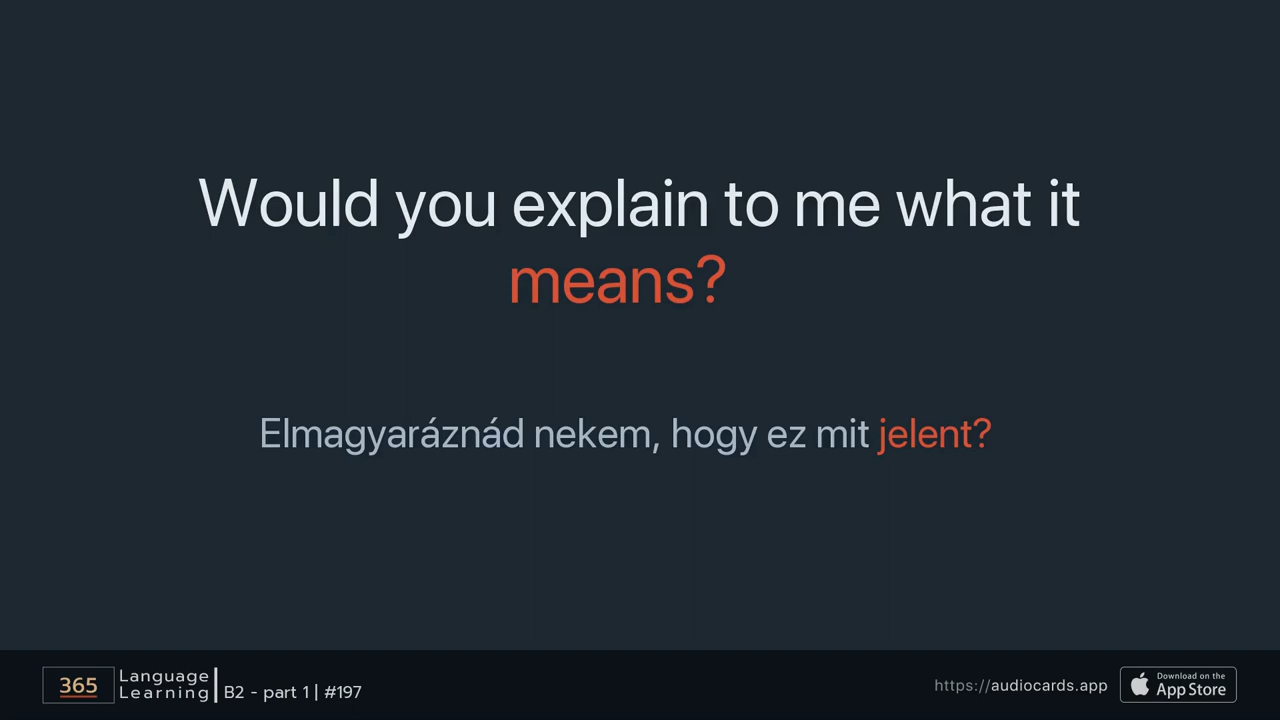 Would you explain to me what it
means?
Elmagyaráznád nekem, hogy ez mit jelent?
365
Language
Learning
B2 - part 1 | #197
https://audiocards.app
Download on the
App Store